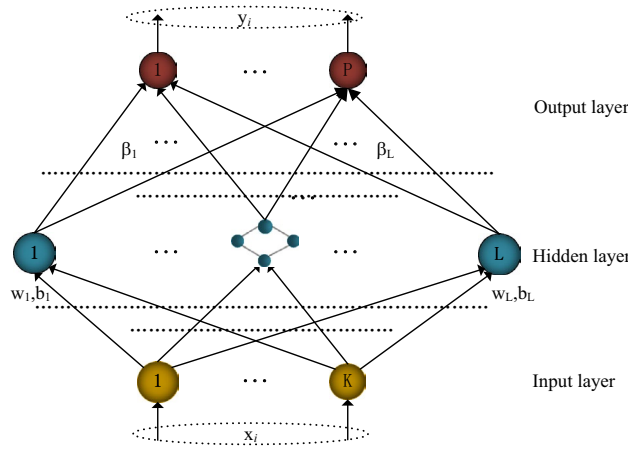 y_i
1 ... P
Output layer
... ...
β_1 β_L
...
1 ... ... L
Hidden layer
w_1,b_1 w_L,b_L
1 ... K
Input layer
x_i